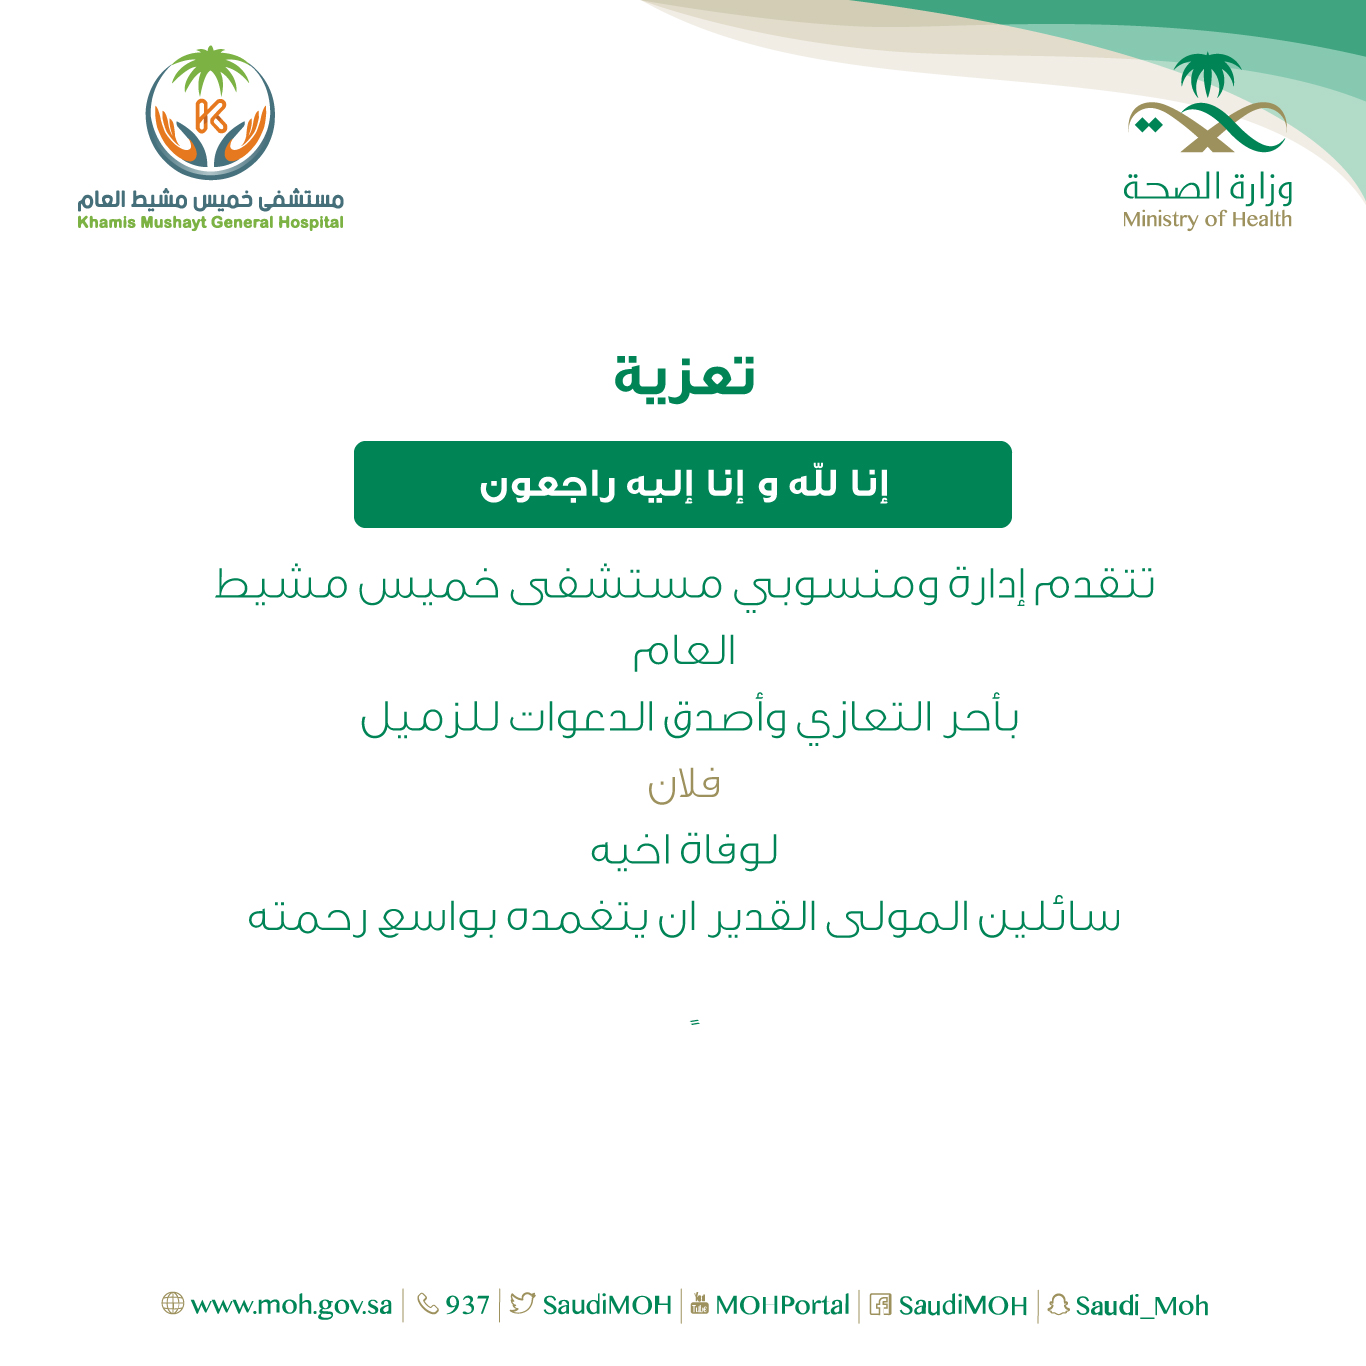 مستشفى خميس مشيط العام
Khamis Mushayt General Hospital
وزارة الصحة
Ministry of Health
تعزية
إنا لله و إنا إليه راجعون
تتقدم إدارة ومنسوبي مستشفى خميس مشيط
العام
بأحر التعازي وأصدق الدعوات للزميل
فلان
لوفاة اخيه
سائلين المولى القدير ان يتغمده بواسع رحمته
www.moh.gov.sa | 937 | SaudiMOH | MOHPortal | SaudiMOH | Saudi_Moh